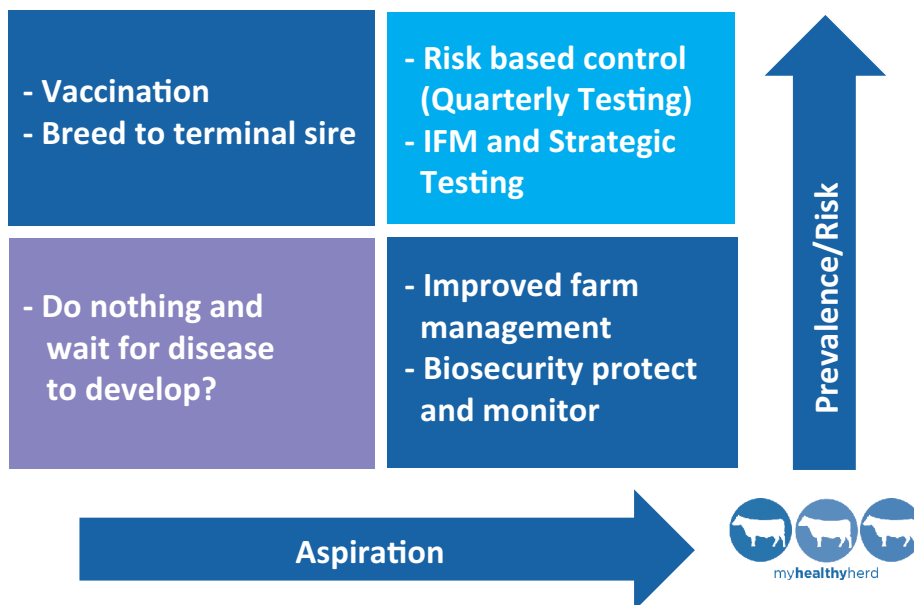 - Vaccination
- Breed to terminal sire
- Risk based control
(Quarterly Testing)
- IFM and Strategic
Testing
- Do nothing and
wait for disease
to develop?
- Improved farm
management
- Biosecurity protect
and monitor
Prevalence/Risk
Aspiration
myhealthyherd